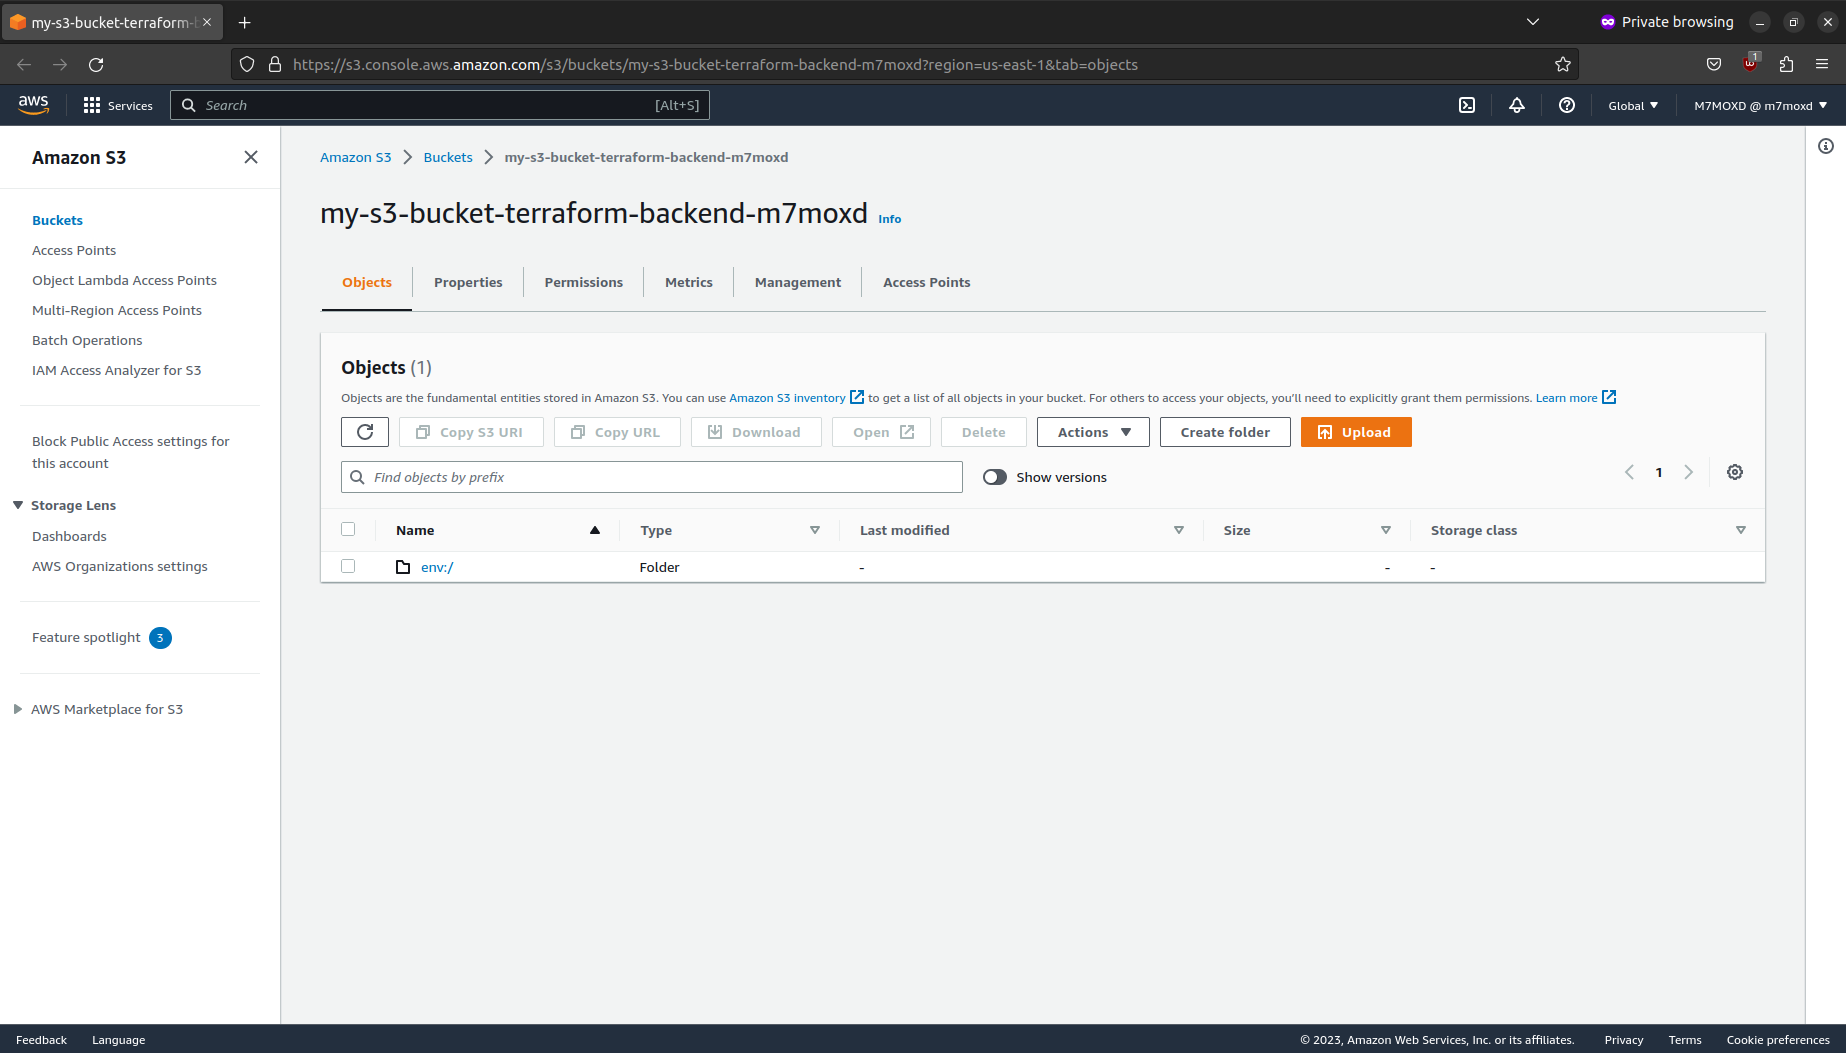 my-s3-bucket-terraform-b
Private browsing
https://s3.console.aws.amazon.com/s3/buckets/my-s3-bucket-terraform-backend-m7moxd?region=us-east-1&tab=objects
1
aws
Services
Search
[Alt+S]
Global
M7MOXD @ m7moxd
Amazon S3
Buckets
Access Points
Object Lambda Access Points
Multi-Region Access Points
Batch Operations
IAM Access Analyzer for S3
Block Public Access settings for
this account
Storage Lens
Dashboards
AWS Organizations settings
Feature spotlight 3
AWS Marketplace for S3
Amazon S3 > Buckets > my-s3-bucket-terraform-backend-m7moxd
my-s3-bucket-terraform-backend-m7moxd Info
Objects Properties Permissions Metrics Management Access Points
Objects (1)
Objects are the fundamental entities stored in Amazon S3. You can use Amazon S3 inventory to get a list of all objects in your bucket. For others to access your objects, you'll need to explicitly grant them permissions. Learn more
Copy S3 URI Copy URL Download Open Delete Actions Create folder Upload
Find objects by prefix Show versions 1
Name Type Last modified Size Storage class
env:/ Folder - - -
Feedback Language © 2023, Amazon Web Services, Inc. or its affiliates. Privacy Terms Cookie preferences